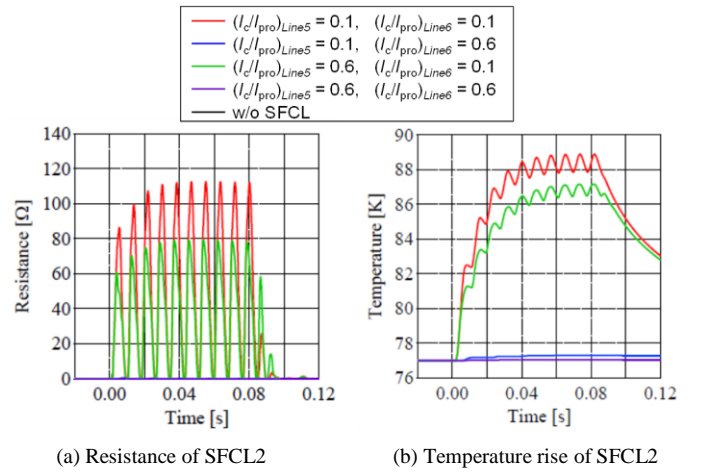 (Ic/Ipro)Line5 = 0.1, (Ic/Ipro)Line6 = 0.1
(Ic/Ipro)Line5 = 0.1, (Ic/Ipro)Line6 = 0.6
(Ic/Ipro)Line5 = 0.6, (Ic/Ipro)Line6 = 0.1
(Ic/Ipro)Line5 = 0.6, (Ic/Ipro)Line6 = 0.6
w/o SFCL
Resistance [Ω]
140
120
100
80
60
40
20
0
0.00 0.04 0.08 0.12
Time [s]
(a) Resistance of SFCL2
Temperature [K]
90
88
86
84
82
80
78
76
0.00 0.04 0.08 0.12
Time [s]
(b) Temperature rise of SFCL2